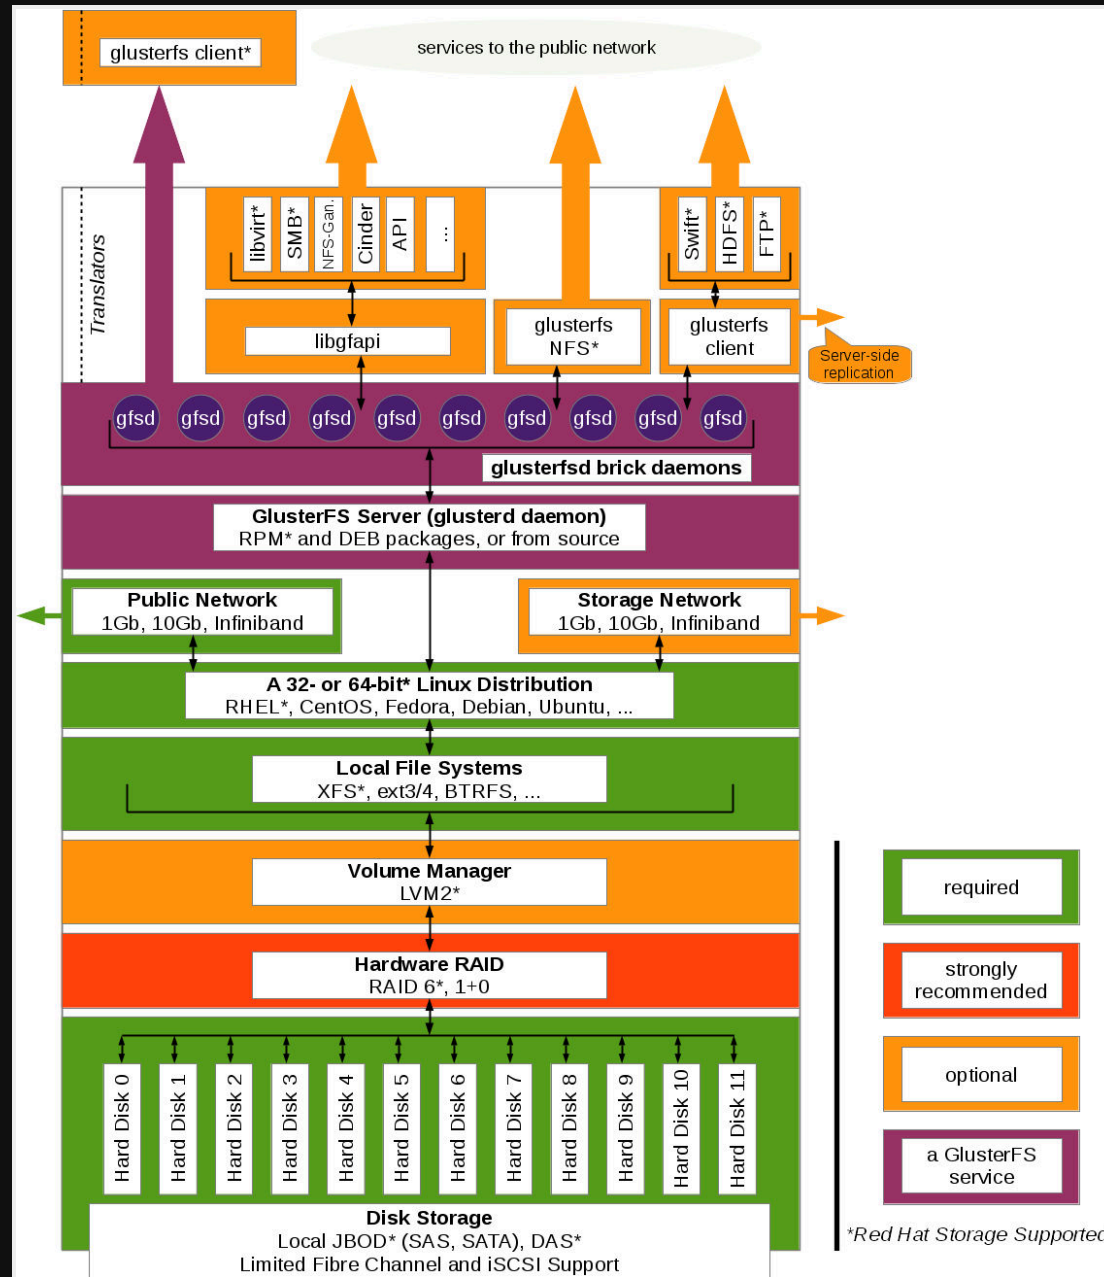 glusterfs client*
services to the public network
Translators
libvirt*
SMB*
NFS-Gan.
Cinder
API
...
Swift*
HDFS*
FTP*
libgfapi
glusterfs
NFS*
glusterfs
client
Server-side
replication
gfsd
gfsd
gfsd
gfsd
gfsd
gfsd
gfsd
gfsd
gfsd
gfsd
glusterfsd brick daemons
GlusterFS Server (glusterd daemon)
RPM* and DEB packages, or from source
Public Network
1Gb, 10Gb, Infiniband
Storage Network
1Gb, 10Gb, Infiniband
A 32- or 64-bit* Linux Distribution
RHEL*, CentOS, Fedora, Debian, Ubuntu, ...
Local File Systems
XFS*, ext3/4, BTRFS, ...
Volume Manager
LVM2*
Hardware RAID
RAID 6*, 1+0
Hard Disk 0
Hard Disk 1
Hard Disk 2
Hard Disk 3
Hard Disk 4
Hard Disk 5
Hard Disk 6
Hard Disk 7
Hard Disk 8
Hard Disk 9
Hard Disk 10
Hard Disk 11
Disk Storage
Local JBOD* (SAS, SATA), DAS*
Limited Fibre Channel and iSCSI Support
required
strongly
recommended
optional
a GlusterFS
service
*Red Hat Storage Supported